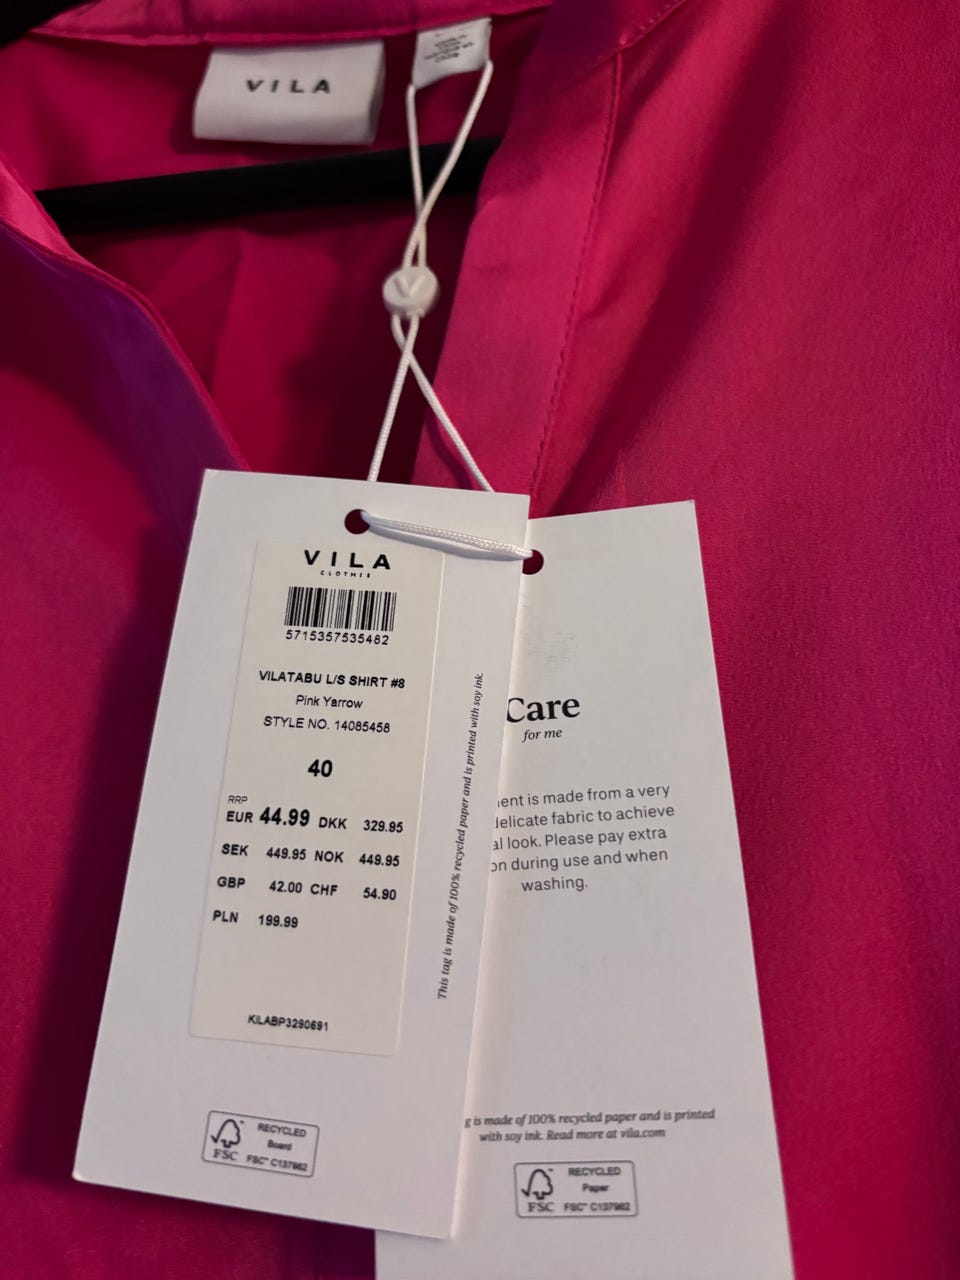 VILA
V
VILA
CLOTHES
5715357535482
VILATABU L/S SHIRT #8
Pink Yarrow
STYLE NO. 14085458
40
RRP
EUR 44.99 DKK 329.95
SEK 449.95 NOK 449.95
GBP 42.00 CHF 54.90
PLN 199.99
KILABP3290691
This tag is made of 100% recycled paper and is printed with soy ink.
FSC
RECYCLED
Board
FSC™ C137962
Care
for me
ent is made from a very
delicate fabric to achieve
al look. Please pay extra
on during use and when
washing.
g is made of 100% recycled paper and is printed
with soy ink. Read more at vila.com
FSC
RECYCLED
Paper
FSC™ C137962